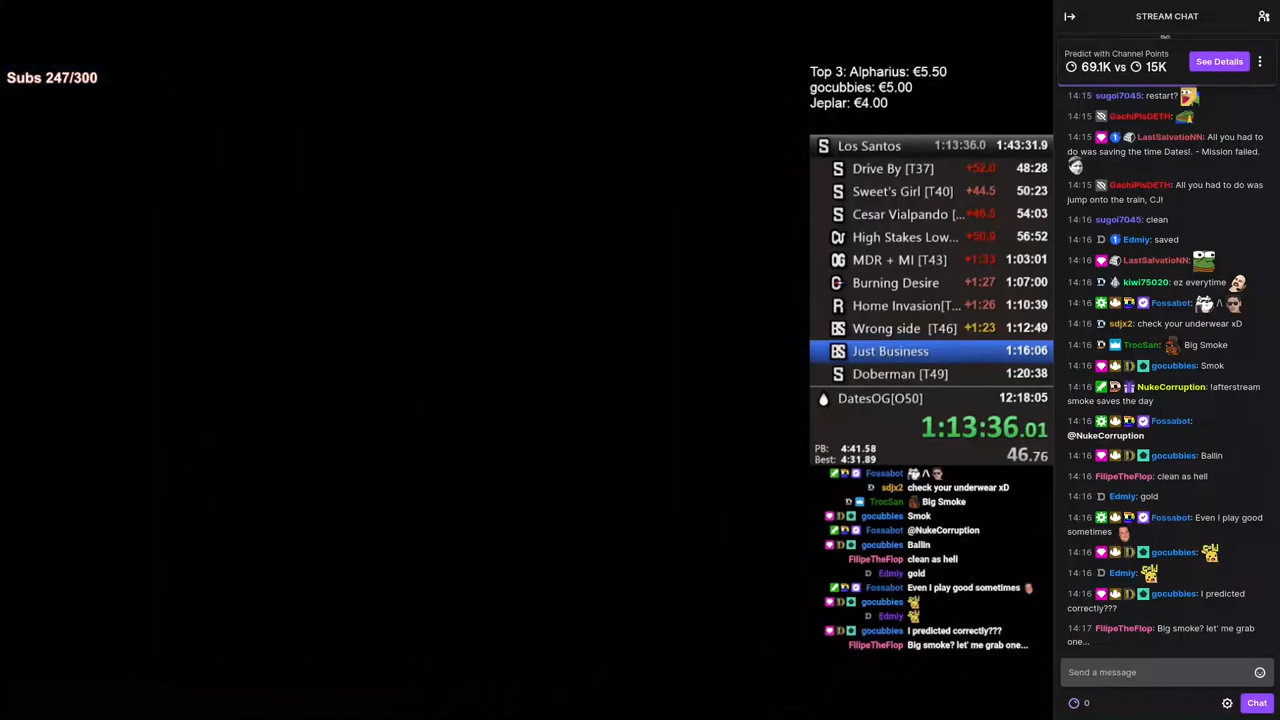 Subs 247/300
Top 3: Alpharius: €5.50
gocubbies: €5.00
Jeplar: €4.00
Los Santos 1:13:36.0 1:43:31.9
Drive By [T37] +52.0 48:28
Sweet's Girl [T40] +44.5 50:23
Cesar Vialpando [... +46.5 54:03
High Stakes Low... +50.9 56:52
MDR + MI [T43] +1:33 1:03:01
Burning Desire +1:27 1:07:00
Home Invasion[T... +1:26 1:10:39
Wrong side [T46] +1:23 1:12:49
Just Business 1:16:06
Doberman [T49] 1:20:38
DatesOG[O50] 12:18:05
1:13:36.01
PB: 4:41.58
Best: 4:31.89
46.76
Fossabot /\
sdjx2 check your underwear xD
TrocSan Big Smoke
gocubbies Smok
Fossabot @NukeCorruption
gocubbies Ballin
FilipeTheFlop clean as hell
Edmiy gold
Fossabot Even I play good sometimes
gocubbies
Edmiy
gocubbies I predicted correctly???
FilipeTheFlop Big smoke? let' me grab one...
STREAM CHAT
Predict with Channel Points
69.1K vs 15K
See Details
14:15 sugoi7045: restart?
14:15 GachiPlsDETH:
14:15 LastSalvatioNN: All you had to
do was saving the time Dates!. - Mission failed.
14:15 GachiPlsDETH: All you had to do was
jump onto the train, CJ!
14:16 sugoi7045: clean
14:16 Edmiy: saved
14:16 LastSalvatioNN:
14:16 kiwi75020: ez everytime
14:16 Fossabot: /\
14:16 sdjx2: check your underwear xD
14:16 TrocSan: Big Smoke
14:16 gocubbies: Smok
14:16 NukeCorruption: !afterstream
smoke saves the day
14:16 Fossabot:
@NukeCorruption
14:16 gocubbies: Ballin
14:16 FilipeTheFlop: clean as hell
14:16 Edmiy: gold
14:16 Fossabot: Even I play good
sometimes
14:16 gocubbies:
14:16 Edmiy:
14:16 gocubbies: I predicted
correctly???
14:17 FilipeTheFlop: Big smoke? let' me grab
one...
Send a message
0
Chat